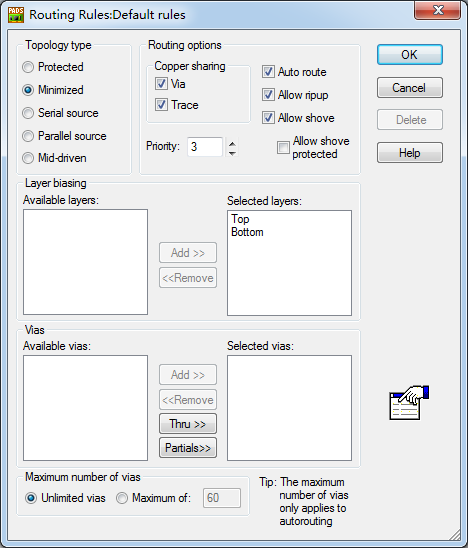 PADS
Routing Rules:Default rules
Topology type
Protected
Minimized
Serial source
Parallel source
Mid-driven
Routing options
Copper sharing
Via
Trace
Auto route
Allow ripup
Allow shove
Priority: 3
Allow shove
protected
OK
Cancel
Delete
Help
Layer biasing
Available layers:
Selected layers:
Top
Bottom
Add >>
<<Remove
Vias
Available vias:
Selected vias:
Add >>
<<Remove
Thru >>
Partials>>
Maximum number of vias
Unlimited vias
Maximum of: 60
Tip: The maximum
number of vias
only applies to
autorouting